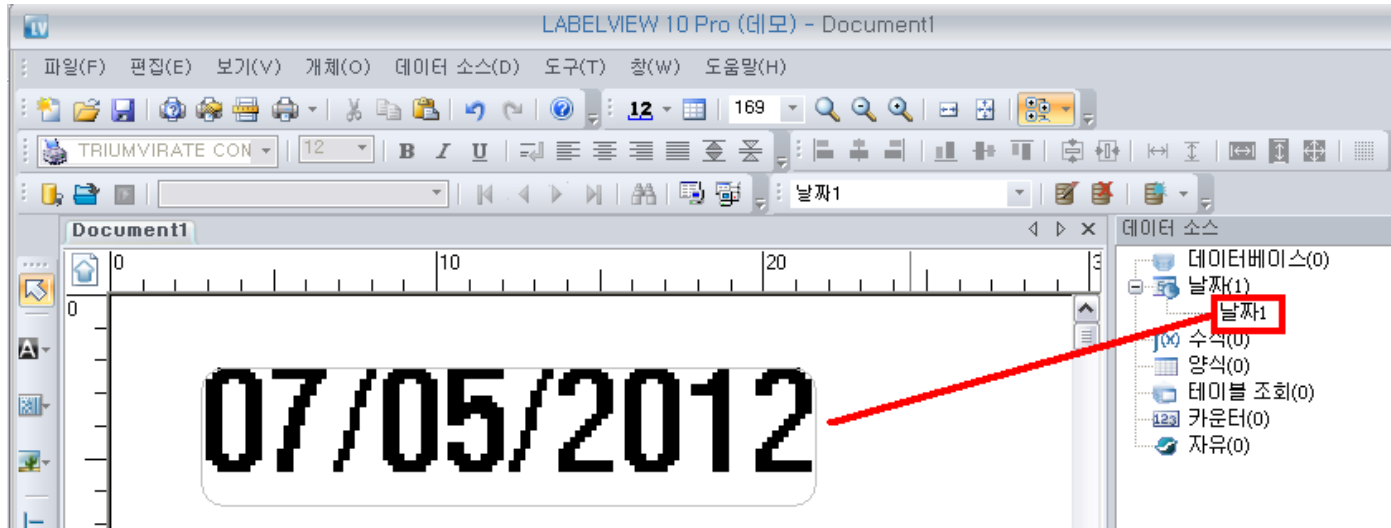 LV LABELVIEW 10 Pro (데모) - Document1
파일(F) 편집(E) 보기(V) 개체(O) 데이터 소스(D) 도구(T) 창(W) 도움말(H)
12 169
TRIUMVIRATE CON 12 B I U
날짜1
Document1 데이터 소스
0 10 20 3
0
A
07/05/2012
데이터베이스(0)
날짜(1)
날짜1
수식(0)
양식(0)
테이블 조회(0)
123 카운터(0)
자유(0)